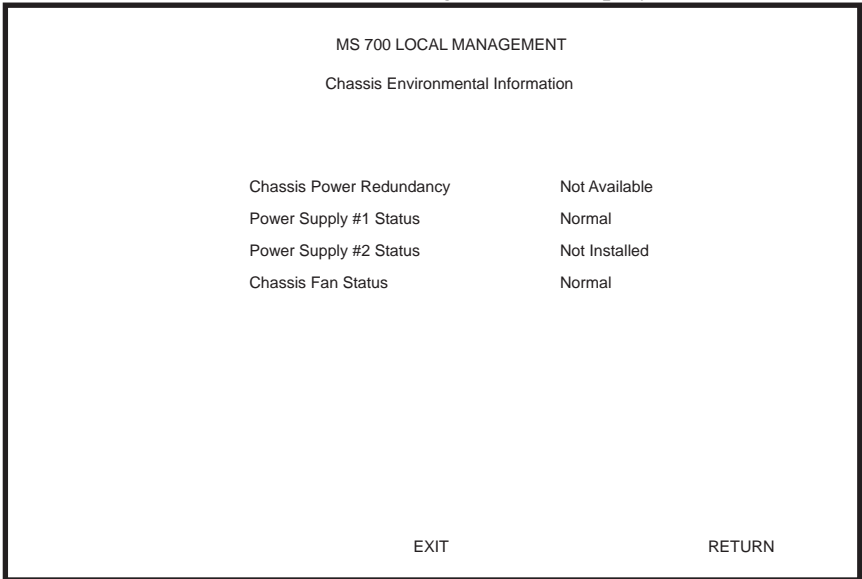 MS 700 LOCAL MANAGEMENT
Chassis Environmental Information
Chassis Power Redundancy Not Available
Power Supply #1 Status Normal
Power Supply #2 Status Not Installed
Chassis Fan Status Normal
EXIT RETURN